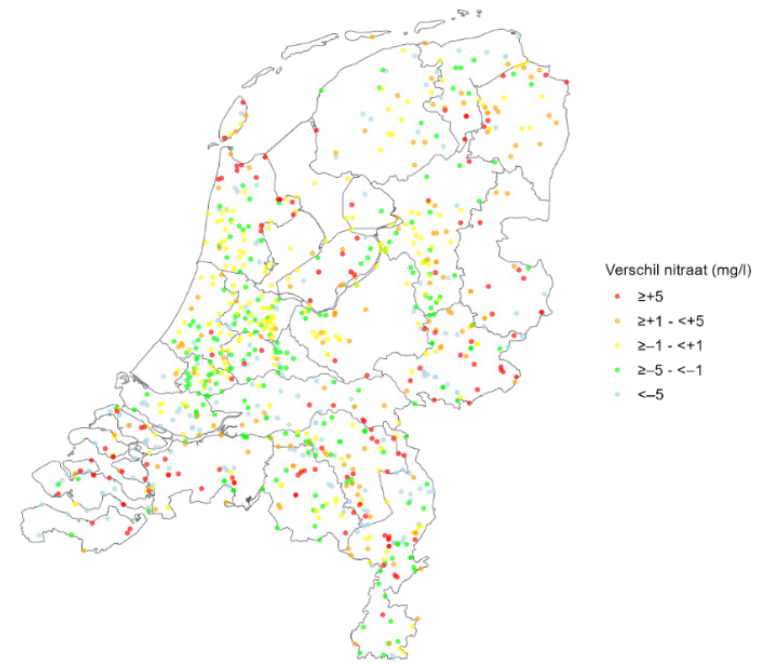 Verschil nitraat (mg/l)
≥+5
≥+1 - <+5
≥–1 - <+1
≥–5 - <–1
<–5